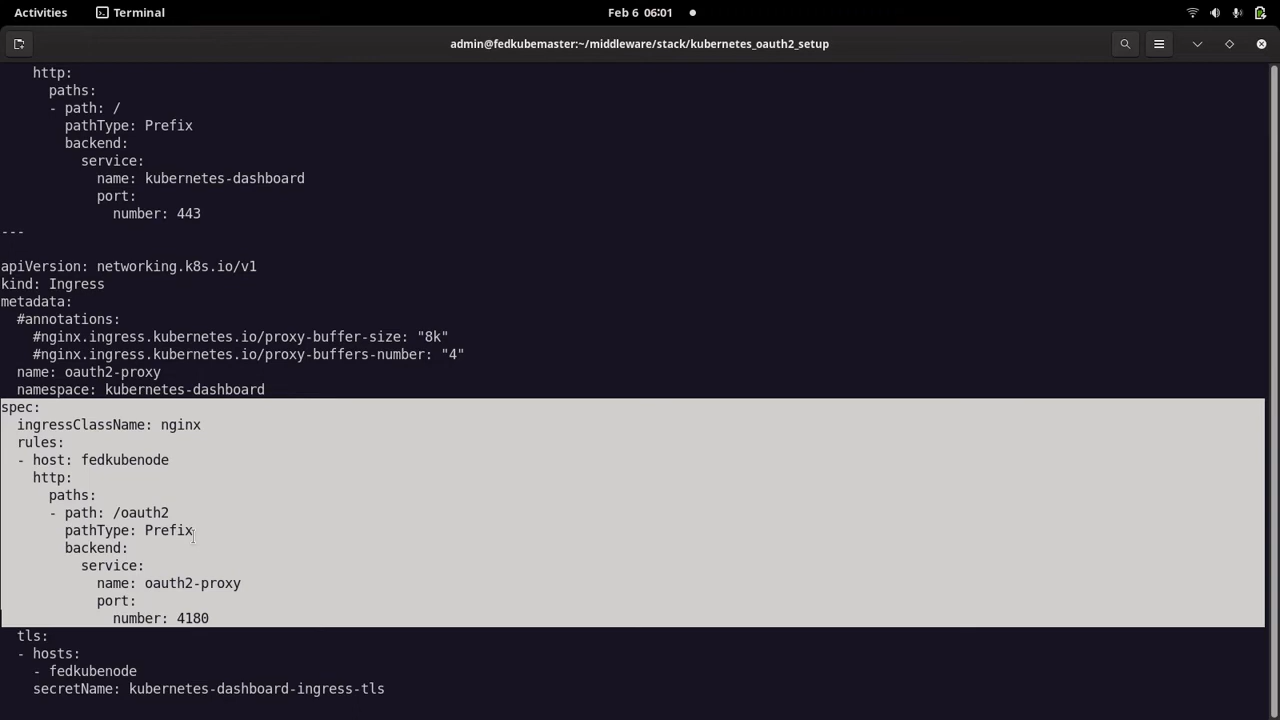 Activities
Terminal
Feb 6 06:01
admin@fedkubemaster:~/middleware/stack/kubernetes_oauth2_setup
    http:
      paths:
      - path: /
        pathType: Prefix
        backend:
          service:
            name: kubernetes-dashboard
            port:
              number: 443
---
apiVersion: networking.k8s.io/v1
kind: Ingress
metadata:
  #annotations:
    #nginx.ingress.kubernetes.io/proxy-buffer-size: "8k"
    #nginx.ingress.kubernetes.io/proxy-buffers-number: "4"
  name: oauth2-proxy
  namespace: kubernetes-dashboard
spec:
  ingressClassName: nginx
  rules:
  - host: fedkubenode
    http:
      paths:
      - path: /oauth2
        pathType: Prefix
        backend:
          service:
            name: oauth2-proxy
            port:
              number: 4180
  tls:
  - hosts:
    - fedkubenode
    secretName: kubernetes-dashboard-ingress-tls